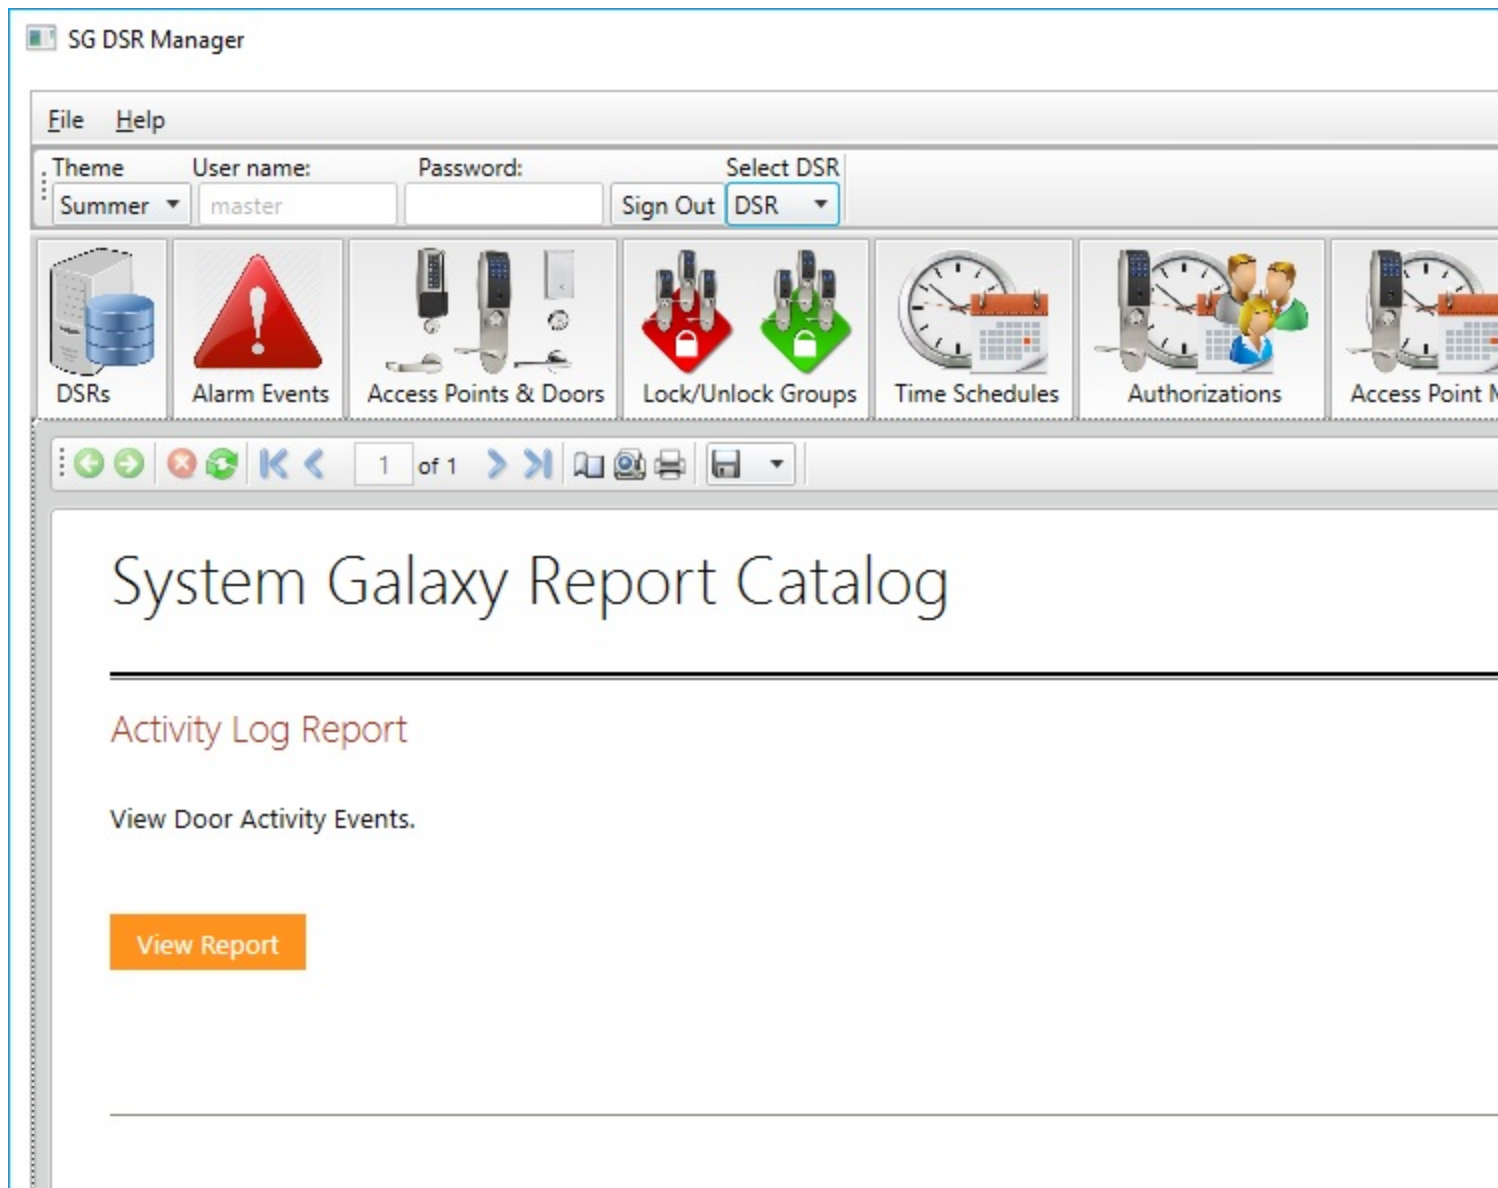 SG DSR Manager
File Help
Theme User name: Password: Select DSR
Summer master Sign Out DSR
DSRs Alarm Events Access Points & Doors Lock/Unlock Groups Time Schedules Authorizations Access Point M
1 of 1
System Galaxy Report Catalog
Activity Log Report
View Door Activity Events.
View Report